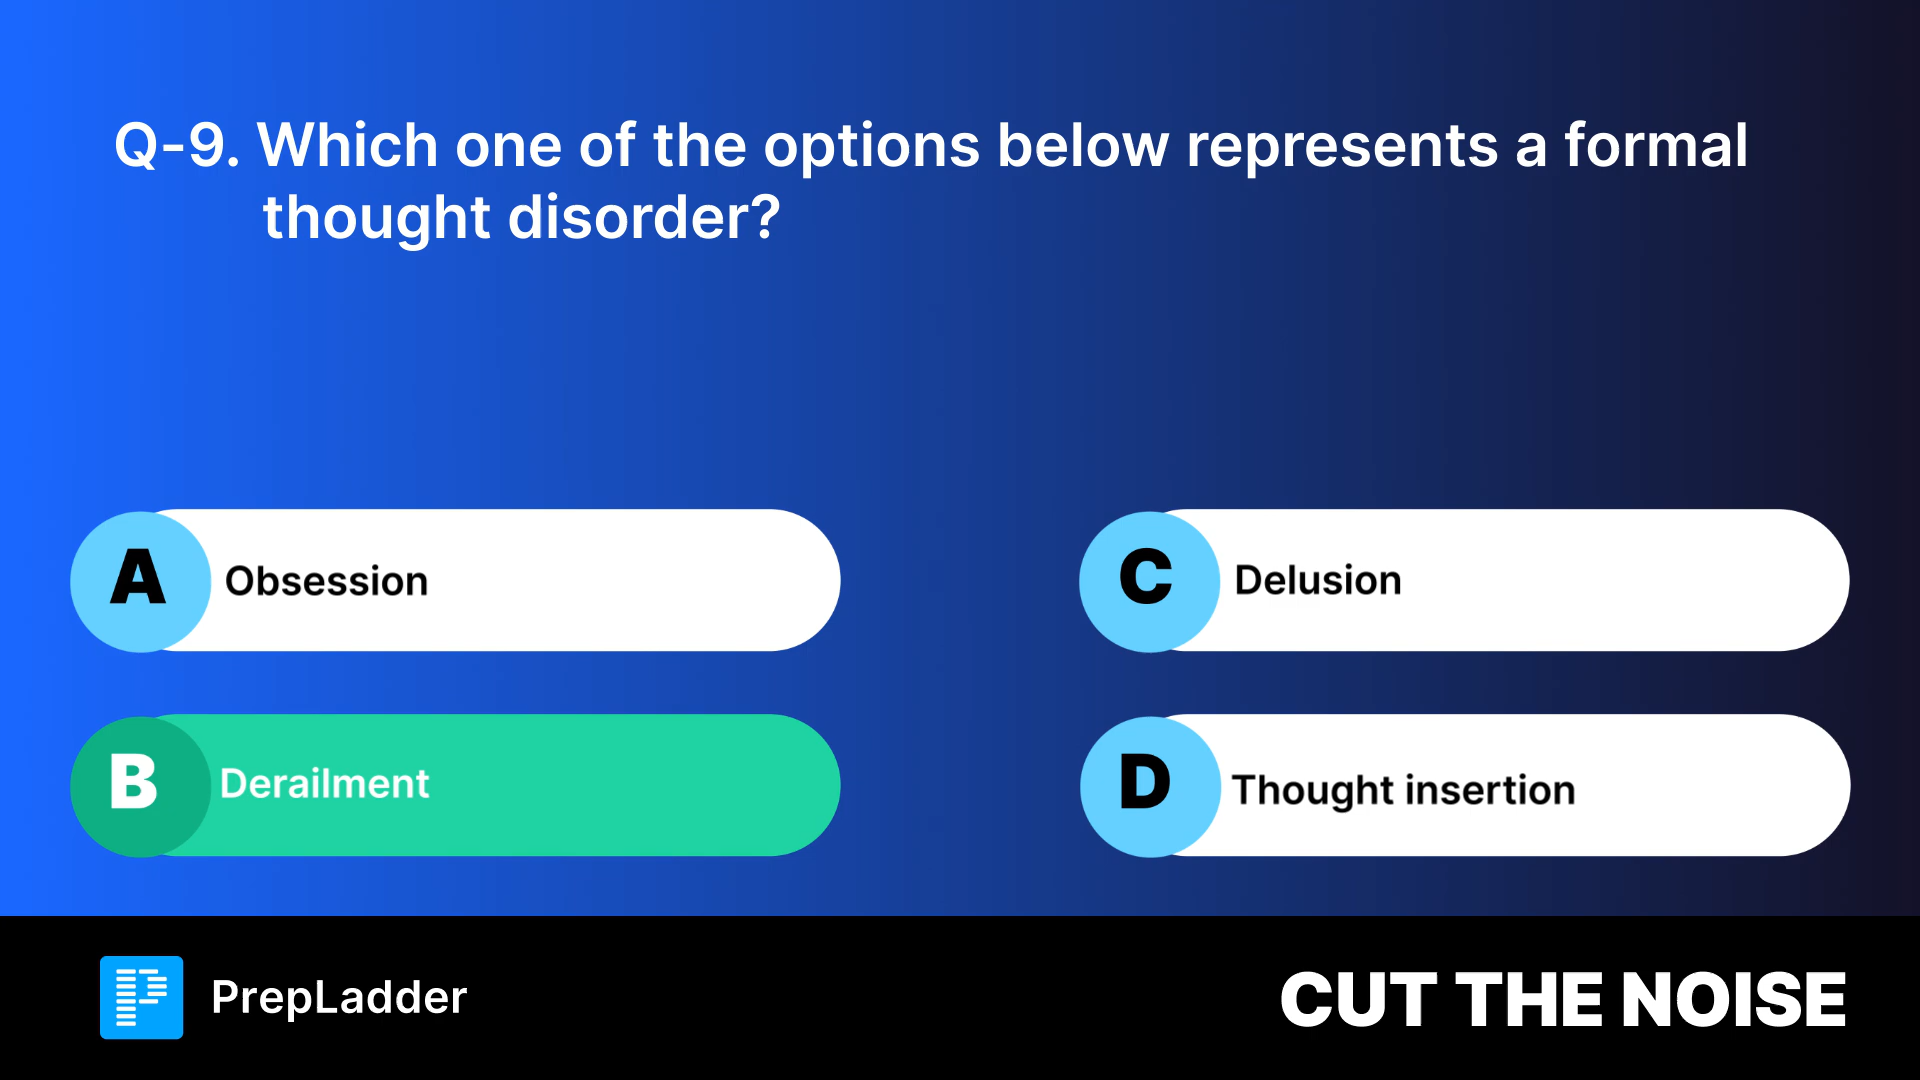 Q-9. Which one of the options below represents a formal
thought disorder?
A Obsession
B Derailment
C Delusion
D Thought insertion
PrepLadder
CUT THE NOISE